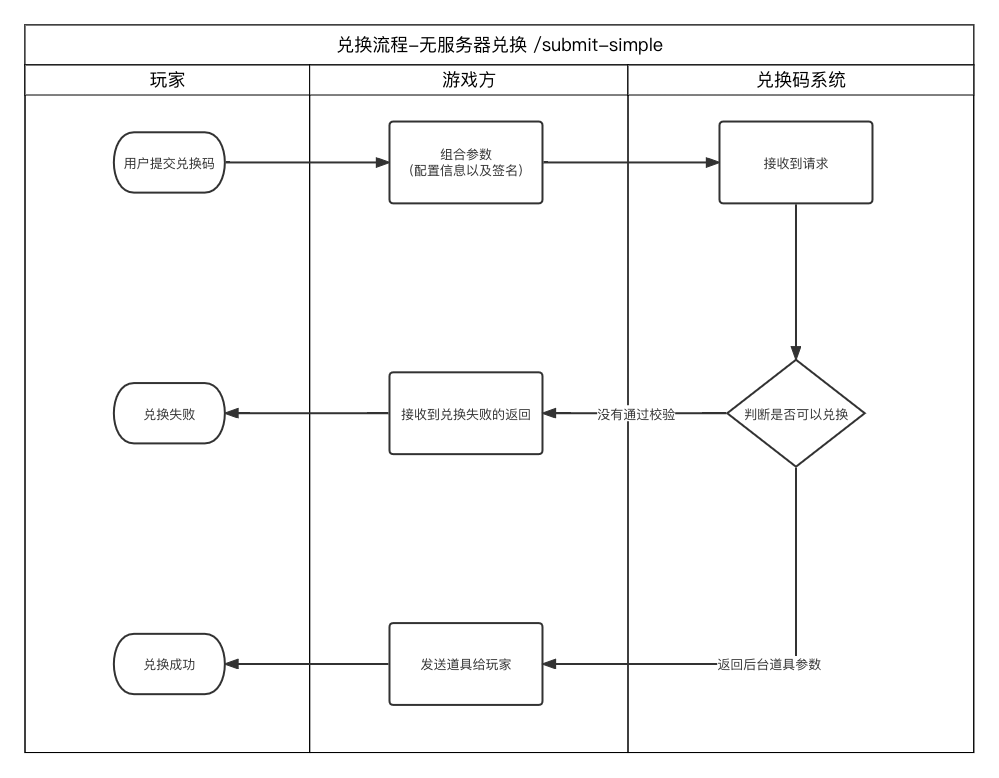 兑换流程-无服务器兑换 /submit-simple
玩家
游戏方
兑换码系统
用户提交兑换码
组合参数
（配置信息以及签名）
接收到请求
兑换失败
接收到兑换失败的返回
没有通过校验
判断是否可以兑换
兑换成功
发送道具给玩家
返回后台道具参数